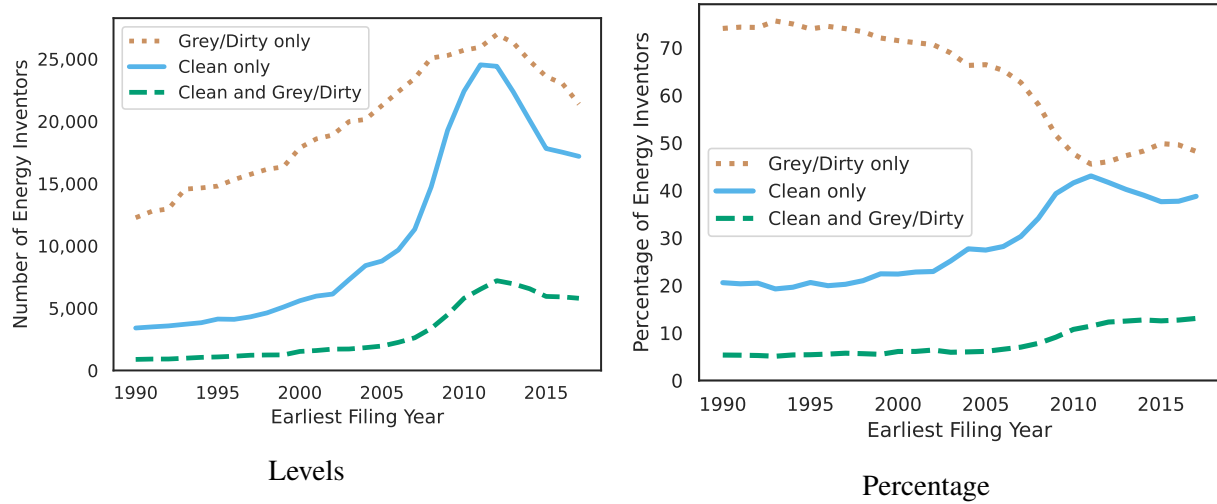 Number of Energy Inventors
25,000
20,000
15,000
10,000
5,000
0
Grey/Dirty only
Clean only
Clean and Grey/Dirty
1990 1995 2000 2005 2010 2015
Earliest Filing Year
Levels
Percentage of Energy Inventors
70
60
50
40
30
20
10
0
Grey/Dirty only
Clean only
Clean and Grey/Dirty
1990 1995 2000 2005 2010 2015
Earliest Filing Year
Percentage